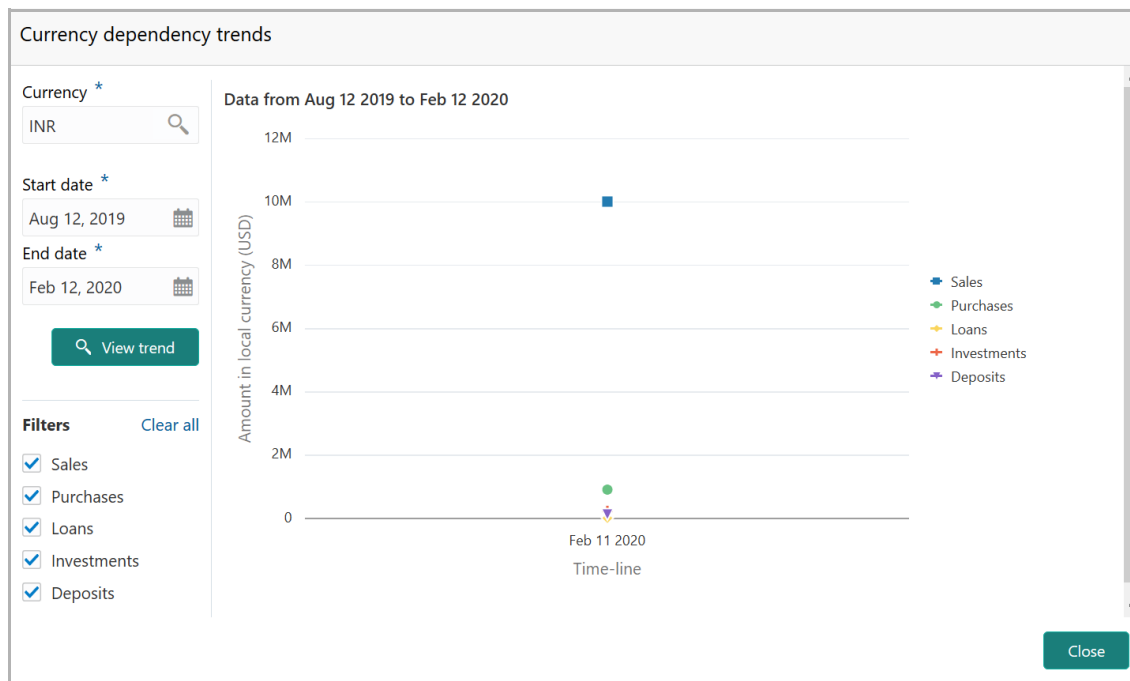 Currency dependency trends
Currency *
INR
Start date *
Aug 12, 2019
End date *
Feb 12, 2020
View trend
Filters Clear all
Sales
Purchases
Loans
Investments
Deposits
Data from Aug 12 2019 to Feb 12 2020
Amount in local currency (USD)
12M
10M
8M
6M
4M
2M
0
Feb 11 2020
Time-line
Sales
Purchases
Loans
Investments
Deposits
Close